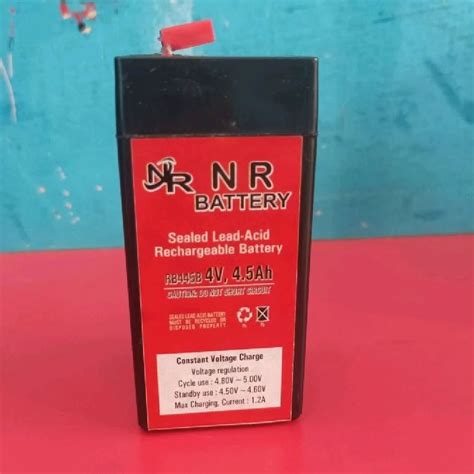 NR NR
BATTERY
Sealed Lead-Acid
Rechargeable Battery
RB445B 4V, 4.5Ah
CAUTION: DO NOT SHORT CIRCUIT
SEALED LEAD ACID BATTERY
MUST BE RECYCLED OR
DISPOSED PROPERTY
Constant Voltage Charge
Voltage regulation
Cycle use : 4.80V ~ 5.00V
Standby use : 4.50V ~ 4.60V
Max Charging, Current : 1.2A